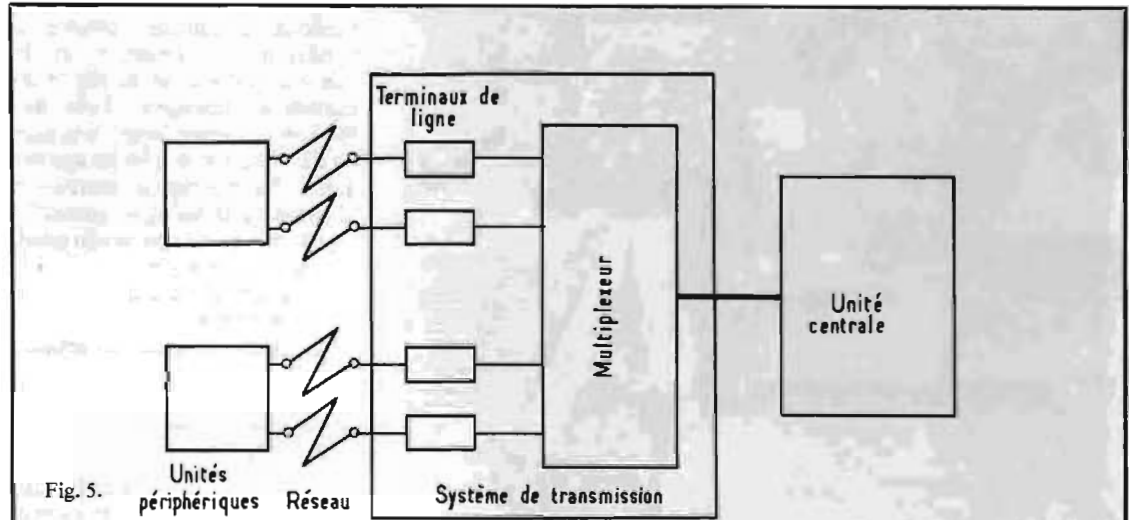 Terminaux de
ligne
Multiplexeur
Unité
centrale
Fig. 5.
Unités
périphériques
Réseau
Système de transmission